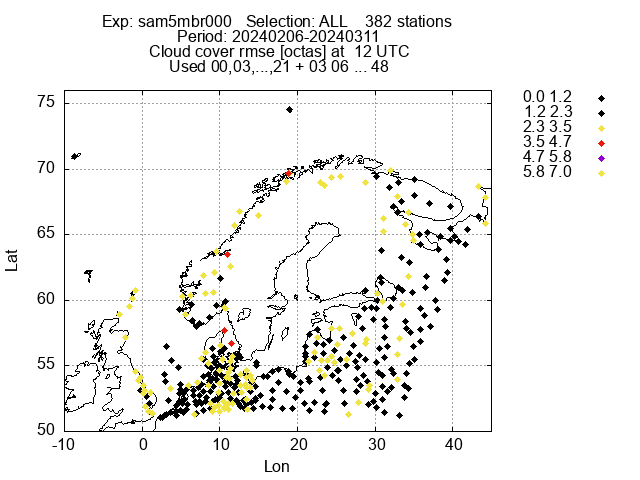 Exp: sam5mbr000 Selection: ALL 382 stations
Period: 20240206-20240311
Cloud cover rmse [octas] at 12 UTC
Used 00,03,...,21 + 03 06 ... 48
0.0 1.2
1.2 2.3
2.3 3.5
3.5 4.7
4.7 5.8
5.8 7.0
75
70
65
60
55
50
Lat
-10 0 10 20 30 40
Lon